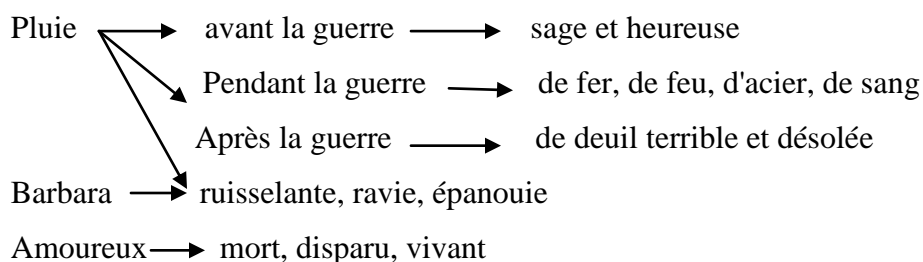 Pluie avant la guerre sage et heureuse
Pendant la guerre de fer, de feu, d'acier, de sang
Après la guerre de deuil terrible et désolée
Barbara ruisselante, ravie, épanouie
Amoureux mort, disparu, vivant